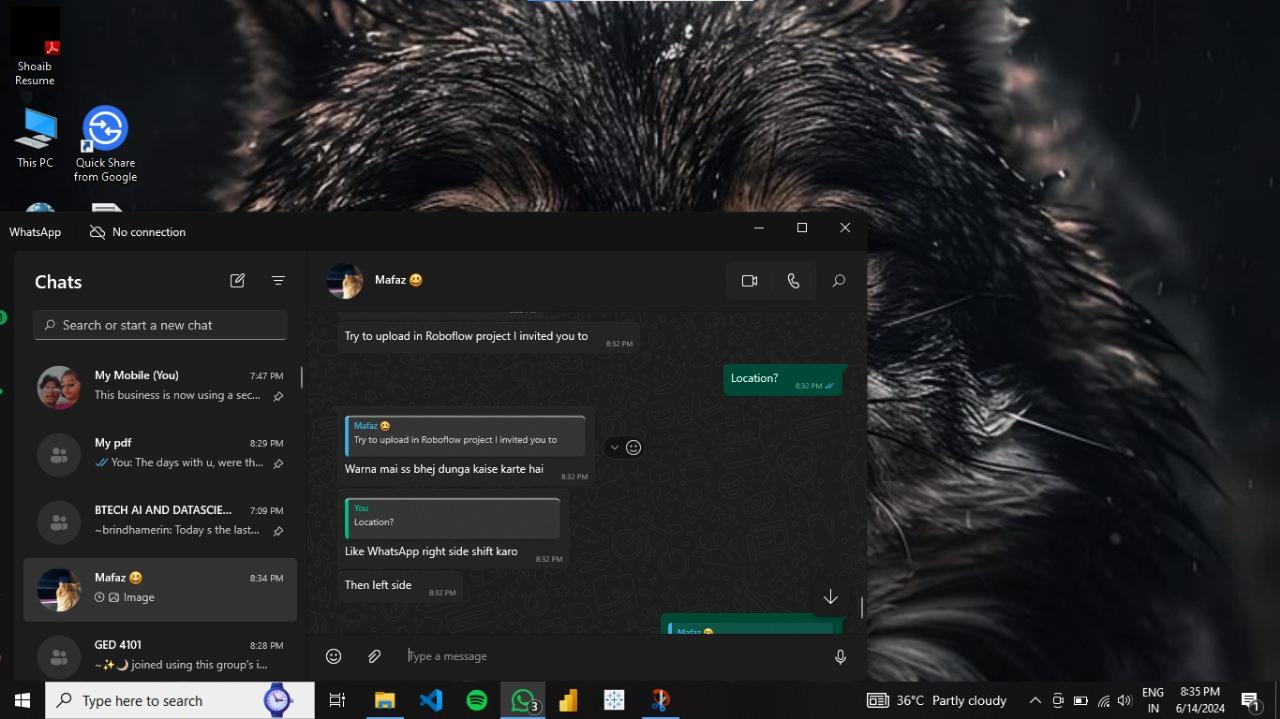 Shoaib
Resume
This PC
Quick Share
from Google
WhatsApp
No connection
Chats
Search or start a new chat
My Mobile (You)
7:47 PM
This business is now using a sec...
My pdf
8:29 PM
You: The days with u, were th...
BTECH AI AND DATASCIE...
7:09 PM
~brindhamerin: Today s the last...
Mafaz 😃
8:34 PM
Image
GED 4101
8:28 PM
~✨🌙 joined using this group's i...
Mafaz 😃
Try to upload in Roboflow project I invited you to
8:32 PM
Location?
8:32 PM
Mafaz 😃
Try to upload in Roboflow project I invited you to
Warna mai ss bhej dunga kaise karte hai
8:32 PM
You
Location?
Like WhatsApp right side shift karo
8:32 PM
Then left side
8:32 PM
Mafaz 😃
Type a message
Type here to search
3
36°C Partly cloudy
ENG
IN
8:35 PM
6/14/2024
1